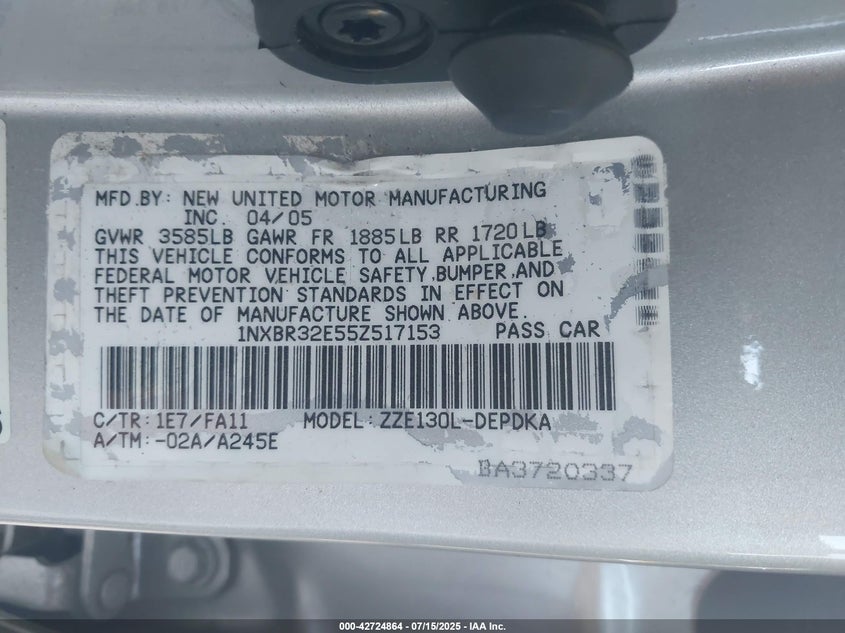 MFD.BY: NEW UNITED MOTOR MANUFACTURING
INC. 04/05
GVWR 3585LB GAWR FR 1885LB RR 1720LB
THIS VEHICLE CONFORMS TO ALL APPLICABLE
FEDERAL MOTOR VEHICLE SAFETY,BUMPER,AND
THEFT PREVENTION STANDARDS IN EFFECT ON
THE DATE OF MANUFACTURE SHOWN ABOVE.
1NXBR32E55Z517153 PASS CAR
C/TR: 1E7/FA11 MODEL: ZZE130L-DEPDKA
A/TM: -02A/A245E
BA3720337
000-42724864 - 07/15/2025 - IAA Inc.